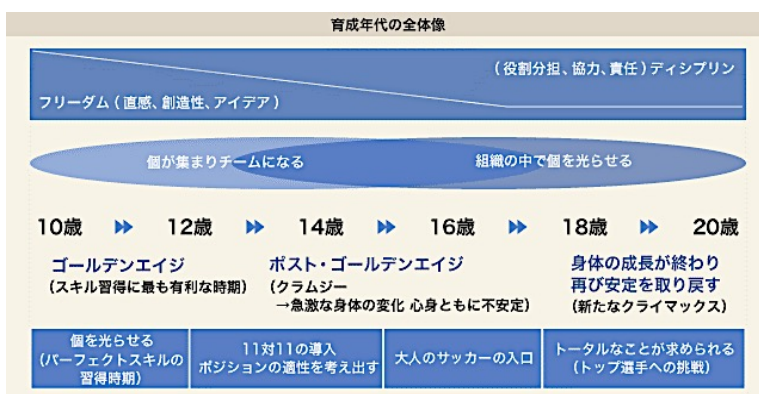 育成年代の全体像
(役割分担、協力、責任)ディシプリン
フリーダム(直感、創造性、アイデア)
個が集まりチームになる
組織の中で個を光らせる
10歳 12歳 14歳 16歳 18歳 20歳
ゴールデンエイジ
(スキル習得に最も有利な時期)
ポスト・ゴールデンエイジ
(クラムジー
→急激な身体の変化 心身ともに不安定)
身体の成長が終わり
再び安定を取り戻す
(新たなクライマックス)
個を光らせる
(パーフェクトスキルの
習得時期)
11対11の導入
ポジションの適性を考え出す
大人のサッカーの入口
トータルなことが求められる
(トップ選手への挑戦)